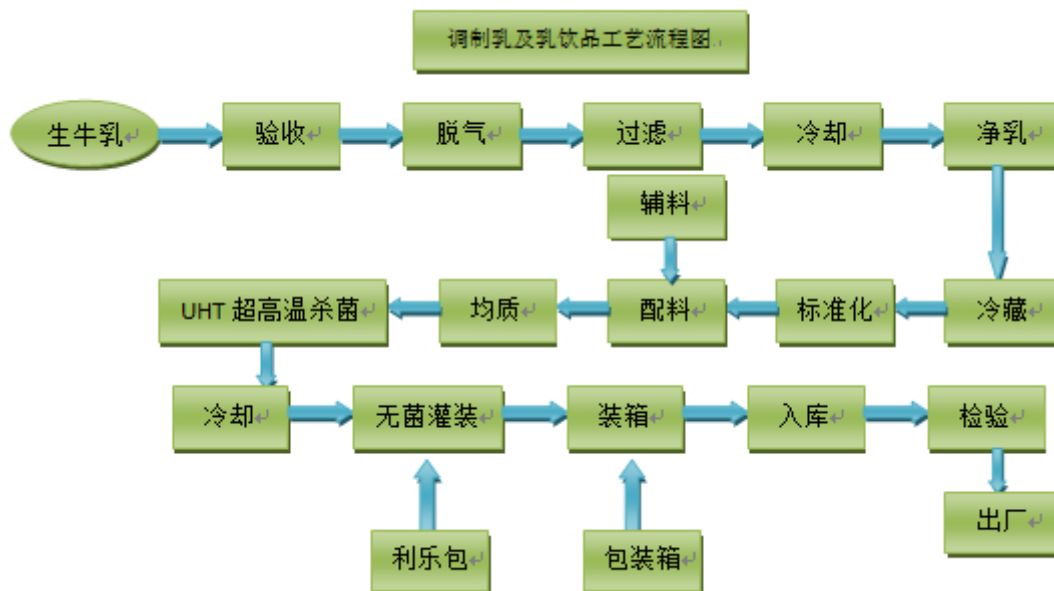 调制乳及乳饮品工艺流程图
生牛乳
验收
脱气
过滤
冷却
净乳
辅料
UHT 超高温杀菌
均质
配料
标准化
冷藏
冷却
无菌灌装
装箱
入库
检验
利乐包
包装箱
出厂